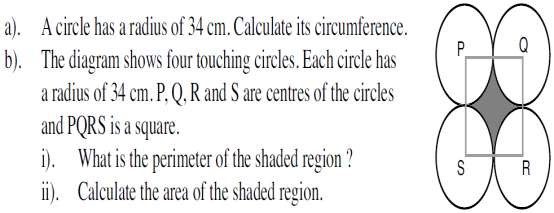 a). A circle has a radius of 34 cm. Calculate its circumference.
b). The diagram shows four touching circles. Each circle has
a radius of 34 cm. P, Q, R and S are centres of the circles
and PQRS is a square.
i). What is the perimeter of the shaded region ?
ii). Calculate the area of the shaded region.
P Q
S R